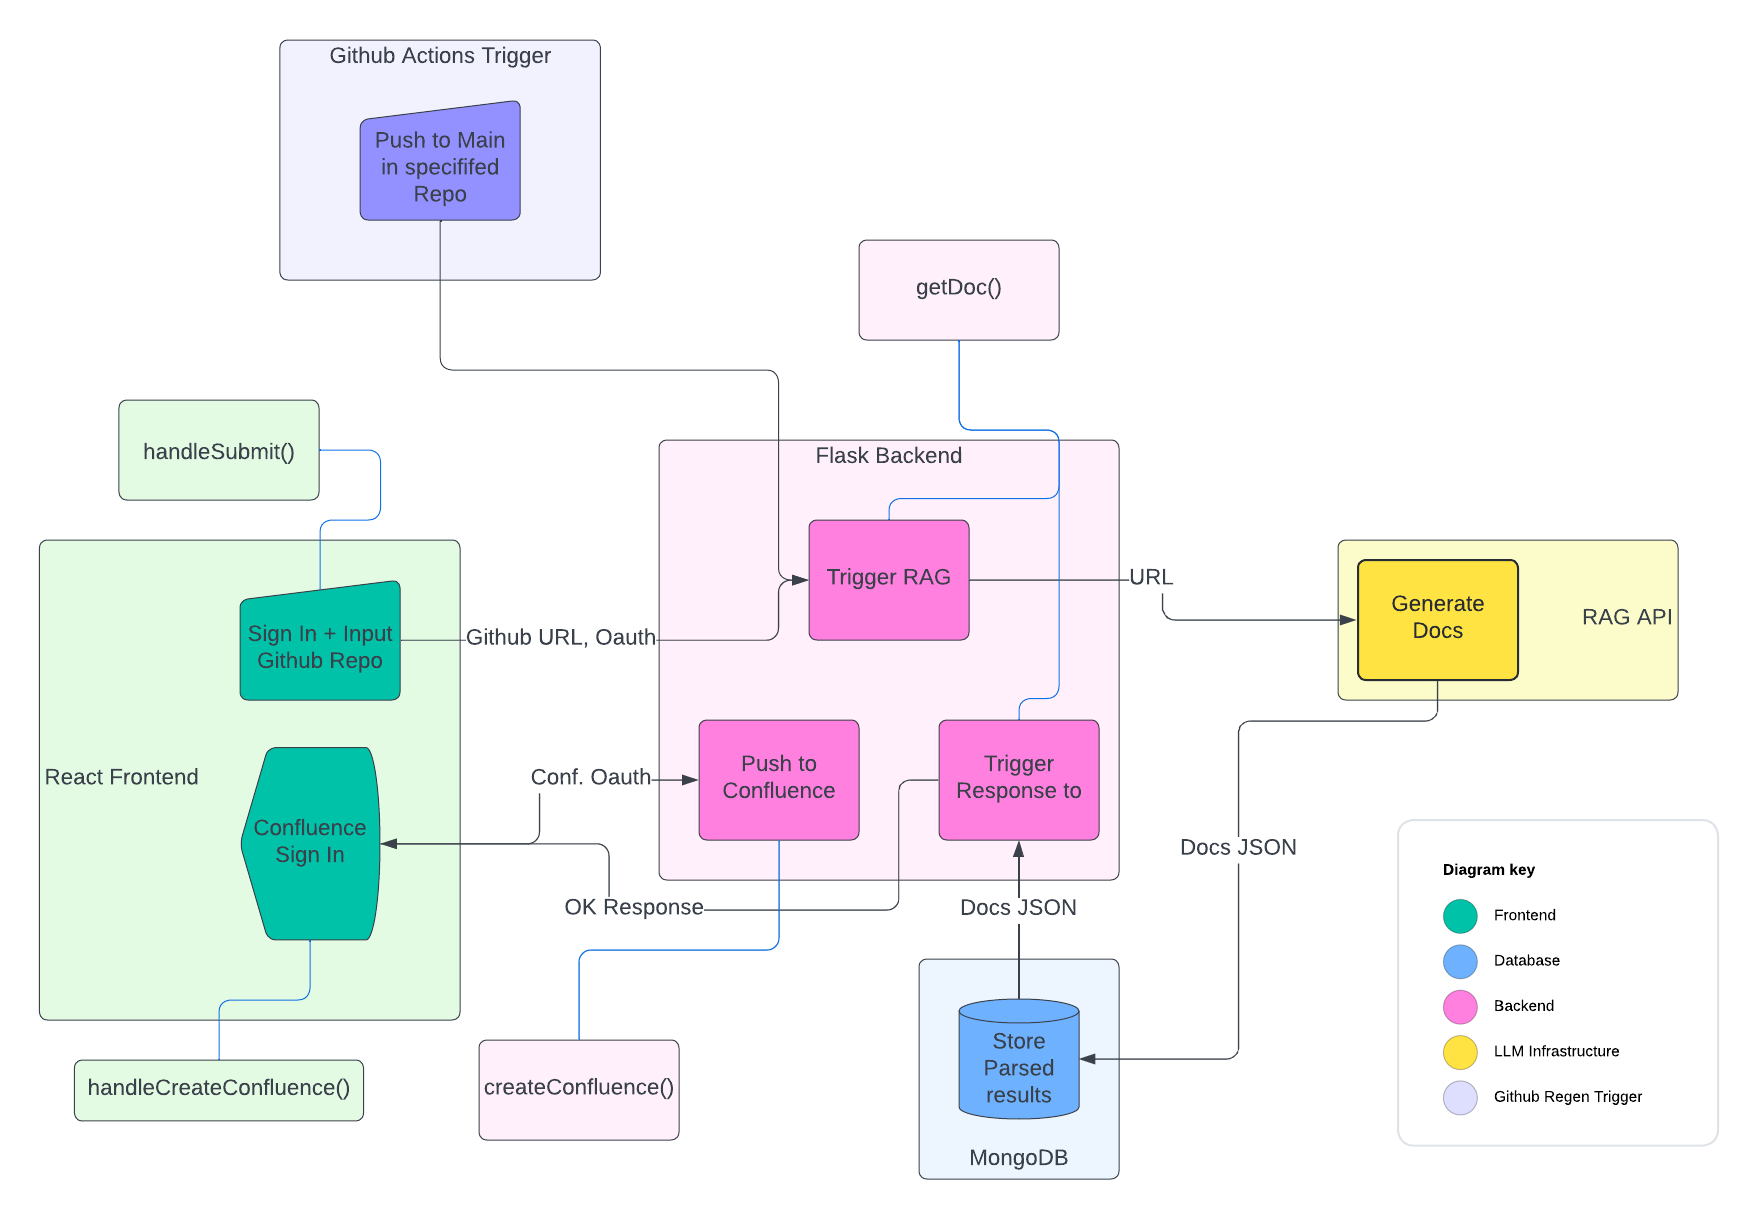 Github Actions Trigger
Push to Main
in specififed
Repo
getDoc()
handleSubmit()
Flask Backend
Trigger RAG
URL
Generate
Docs
RAG API
Sign In + Input
Github Repo
Github URL, Oauth
React Frontend
Conf. Oauth
Push to
Confluence
Trigger
Response to
Confluence
Sign In
OK Response
Docs JSON
Docs JSON
Store
Parsed
results
MongoDB
handleCreateConfluence()
createConfluence()
Diagram key
Frontend
Database
Backend
LLM Infrastructure
Github Regen Trigger